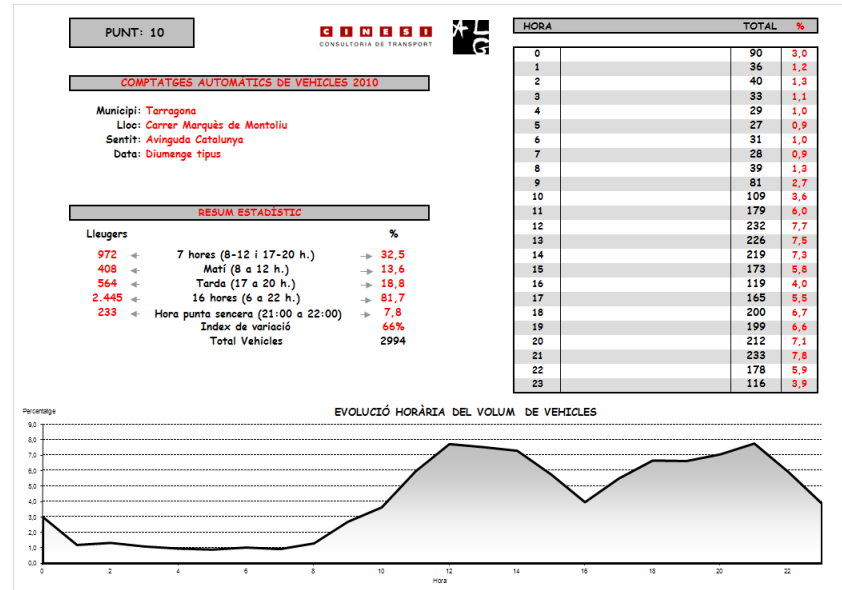 PUNT: 10
CINESI
CONSULTORIA DE TRANSPORT
ALG
COMPTATGES AUTOMÀTICS DE VEHICLES 2010
Municipi: Tarragona
Lloc: Carrer Marquès de Montoliu
Sentit: Avinguda Catalunya
Data: Diumenge tipus
RESUM ESTADÍSTIC
Lleugers %
972 7 hores (8-12 i 17-20 h.) 32,5
408 Matí (8 a 12 h.) 13,6
564 Tarda (17 a 20 h.) 18,8
2.445 16 hores (6 a 22 h.) 81,7
233 Hora punta sencera (21:00 a 22:00) 7,8
Index de variació 66%
Total Vehicles 2994
HORA TOTAL %
0 90 3,0
1 36 1,2
2 40 1,3
3 33 1,1
4 29 1,0
5 27 0,9
6 31 1,0
7 28 0,9
8 39 1,3
9 81 2,7
10 109 3,6
11 179 6,0
12 232 7,7
13 226 7,5
14 219 7,3
15 173 5,8
16 119 4,0
17 165 5,5
18 200 6,7
19 199 6,6
20 212 7,1
21 233 7,8
22 178 5,9
23 116 3,9
Percentatge
EVOLUCIÓ HORÀRIA DEL VOLUM DE VEHICLES
9,0
8,0
7,0
6,0
5,0
4,0
3,0
2,0
1,0
0,0
0 2 4 6 8 10 12 14 16 18 20 22
Hora